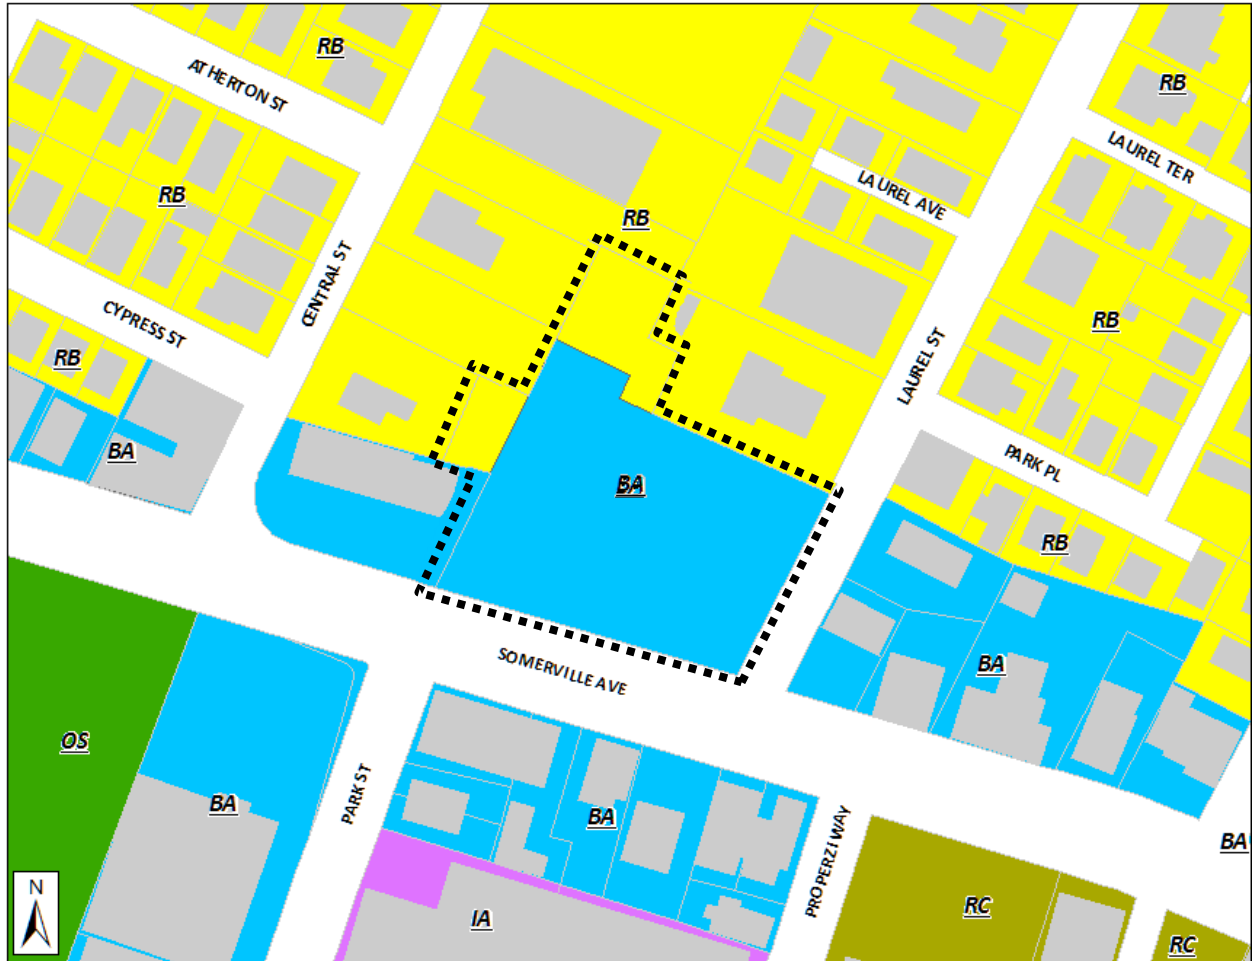 RB
ATHERTON ST
RB
LAUREL TER
LAUREL AVE
RB
RB
CENTRAL ST
CYPRESS ST
RB
RB
LAUREL ST
BA
PARK PL
BA
RB
SOMERVILLE AVE
BA
OS
PARK ST
BA
BA
PROPERZI WAY
BA
N
IA
RC
RC